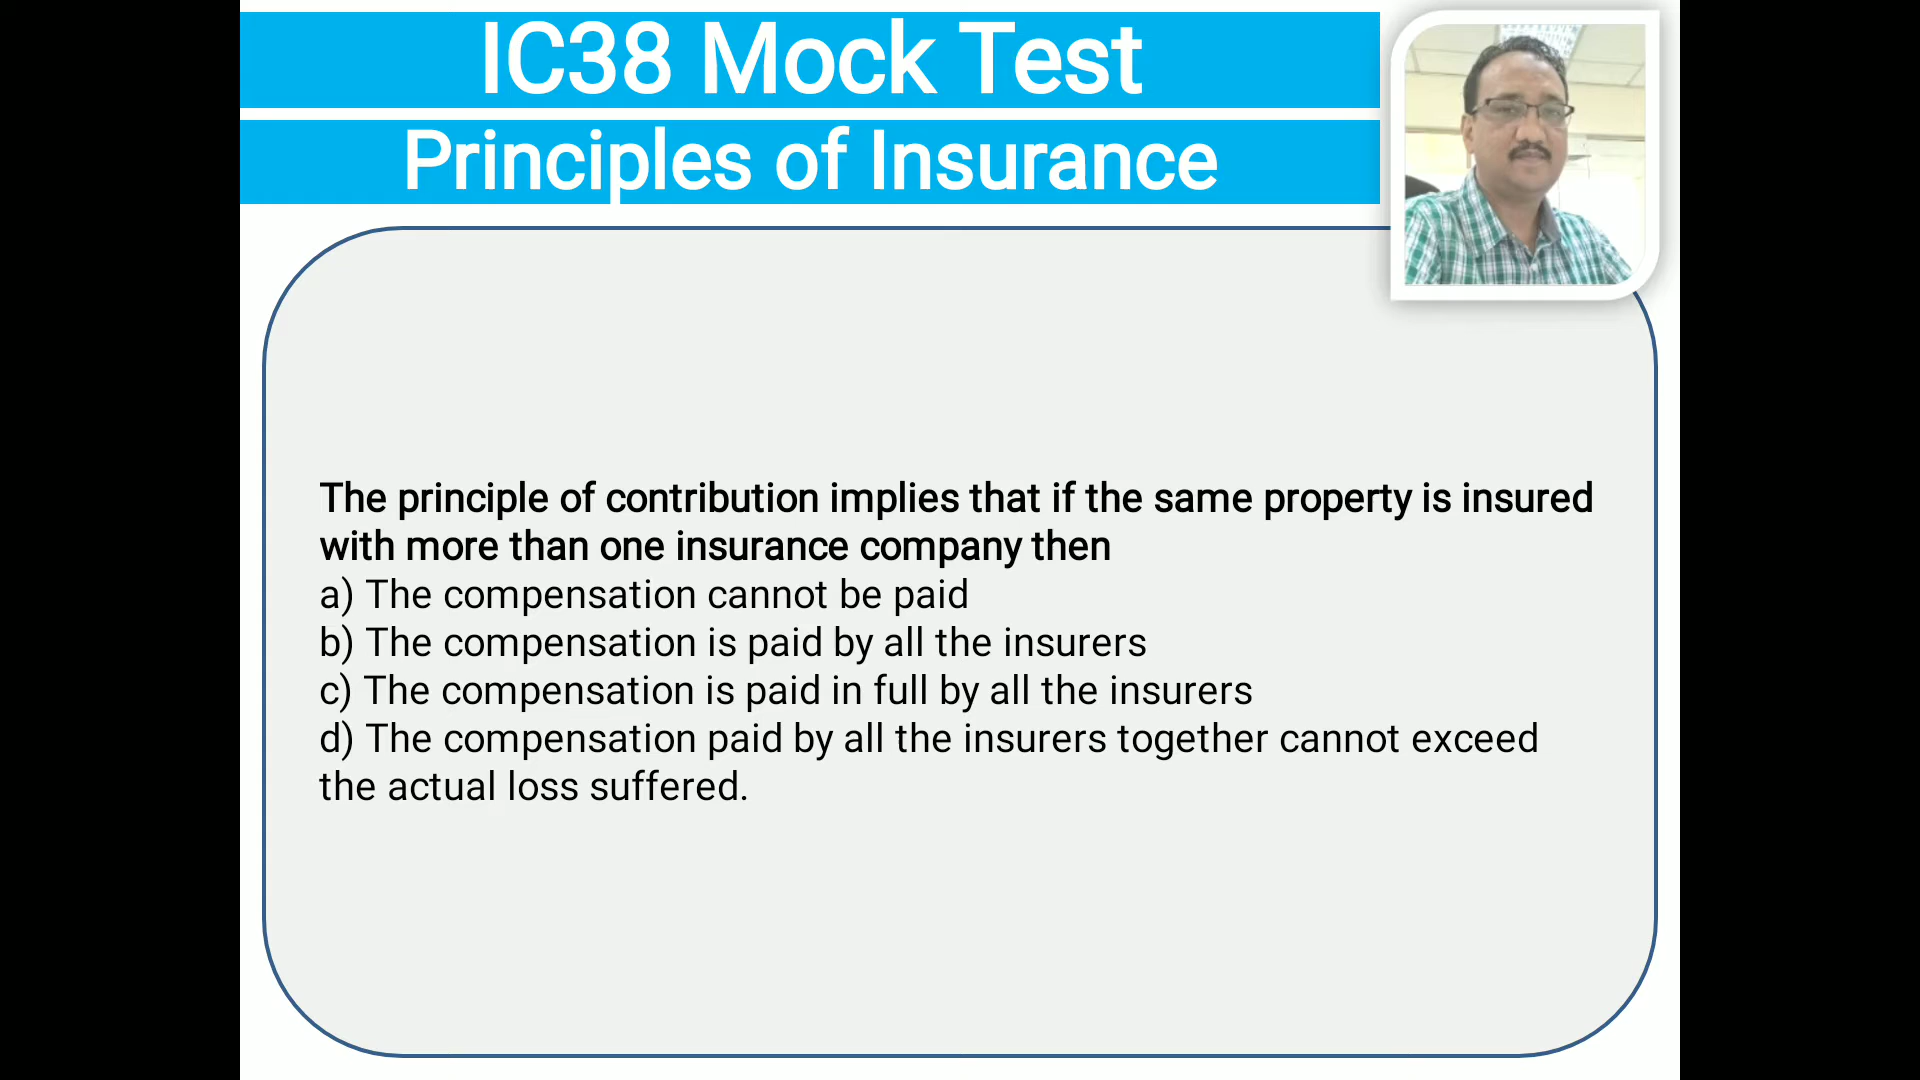 IC38 Mock Test
Principles of Insurance
The principle of contribution implies that if the same property is insured
with more than one insurance company then
a) The compensation cannot be paid
b) The compensation is paid by all the insurers
c) The compensation is paid in full by all the insurers
d) The compensation paid by all the insurers together cannot exceed
the actual loss suffered.